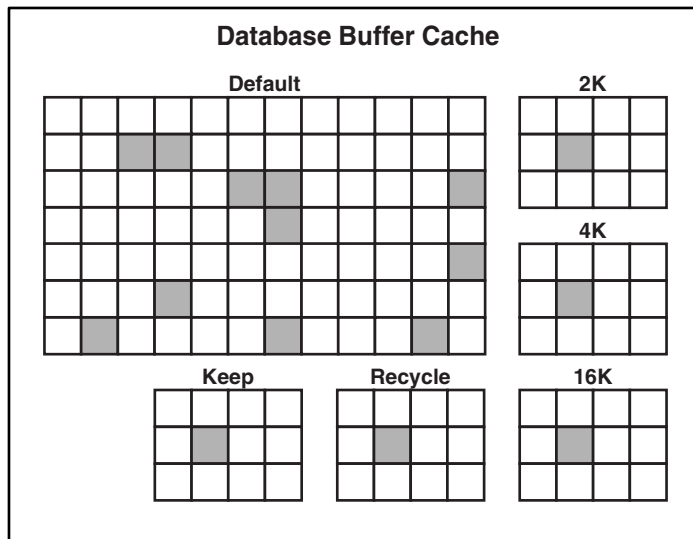 Database Buffer Cache
Default
2K
4K
Keep
Recycle
16K